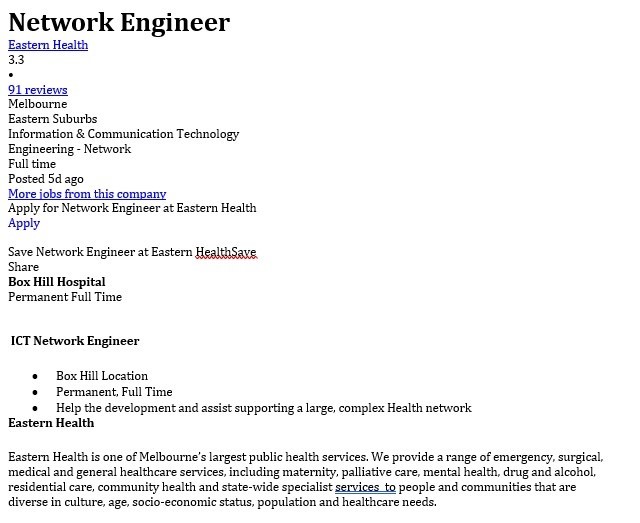 Network Engineer
Eastern Health
3.3
•
91 reviews
Melbourne
Eastern Suburbs
Information & Communication Technology
Engineering - Network
Full time
Posted 5d ago
More jobs from this company
Apply for Network Engineer at Eastern Health
Apply
Save Network Engineer at Eastern HealthSave
Share
Box Hill Hospital
Permanent Full Time
ICT Network Engineer
• Box Hill Location
• Permanent, Full Time
• Help the development and assist supporting a large, complex Health network
Eastern Health
Eastern Health is one of Melbourne's largest public health services. We provide a range of emergency, surgical,
medical and general healthcare services, including maternity, palliative care, mental health, drug and alcohol,
residential care, community health and state-wide specialist services  to people and communities that are
diverse in culture, age, socio-economic status, population and healthcare needs.